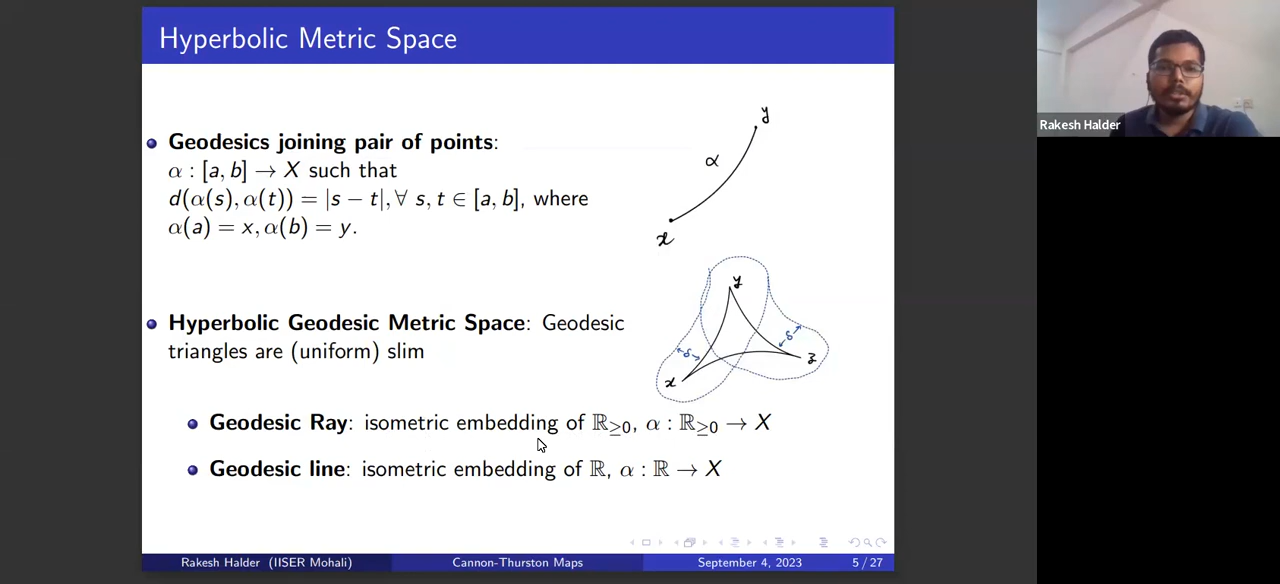 Hyperbolic Metric Space
Geodesics joining pair of points:
α : [a, b] → X such that
d(α(s), α(t)) = |s − t|, ∀ s, t ∈ [a, b], where
α(a) = x, α(b) = y.
y
α
x
Hyperbolic Geodesic Metric Space: Geodesic
triangles are (uniform) slim
y
δ
δ
x
z
Geodesic Ray: isometric embedding of ℝ≥0, α : ℝ≥0 → X
Geodesic line: isometric embedding of ℝ, α : ℝ → X
Rakesh Halder (IISER Mohali)
Cannon-Thurston Maps
September 4, 2023
5 / 27
Rakesh Halder